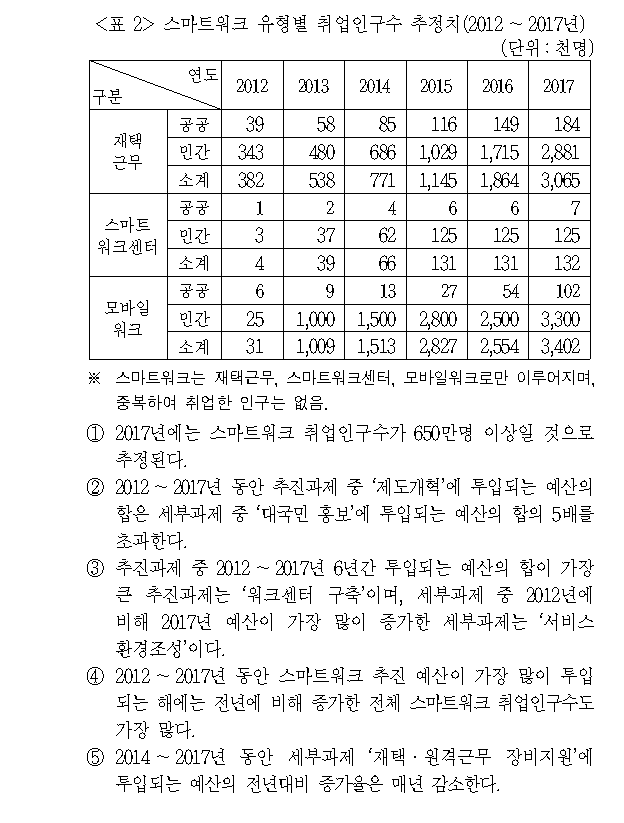 <표 2> 스마트워크 유형별 취업인구수 추정치(2012 ~ 2017년)
(단위 : 천명)
연도 2012 2013 2014 2015 2016 2017
구분
재택근무 공공 39 58 85 116 149 184
민간 343 480 686 1,029 1,715 2,881
소계 382 538 771 1,145 1,864 3,065
스마트워크센터 공공 1 2 4 6 6 7
민간 3 37 62 125 125 125
소계 4 39 66 131 131 132
모바일워크 공공 6 9 13 27 54 102
민간 25 1,000 1,500 2,800 2,500 3,300
소계 31 1,009 1,513 2,827 2,554 3,402
※ 스마트워크는 재택근무, 스마트워크센터, 모바일워크로만 이루어지며,
중복하여 취업한 인구는 없음.
① 2017년에는 스마트워크 취업인구수가 650만명 이상일 것으로
추정된다.
② 2012 ~ 2017년 동안 추진과제 중 '제도개혁'에 투입되는 예산의
합은 세부과제 중 '대국민 홍보'에 투입되는 예산의 합의 5배를
초과한다.
③ 추진과제 중 2012 ~ 2017년 6년간 투입되는 예산의 합이 가장
큰 추진과제는 '워크센터 구축'이며, 세부과제 중 2012년에
비해 2017년 예산이 가장 많이 증가한 세부과제는 '서비스
환경조성'이다.
④ 2012 ~ 2017년 동안 스마트워크 추진 예산이 가장 많이 투입
되는 해에는 전년에 비해 증가한 전체 스마트워크 취업인구수도
가장 많다.
⑤ 2014 ~ 2017년 동안 세부과제 '재택·원격근무 장비지원'에
투입되는 예산의 전년대비 증가율은 매년 감소한다.